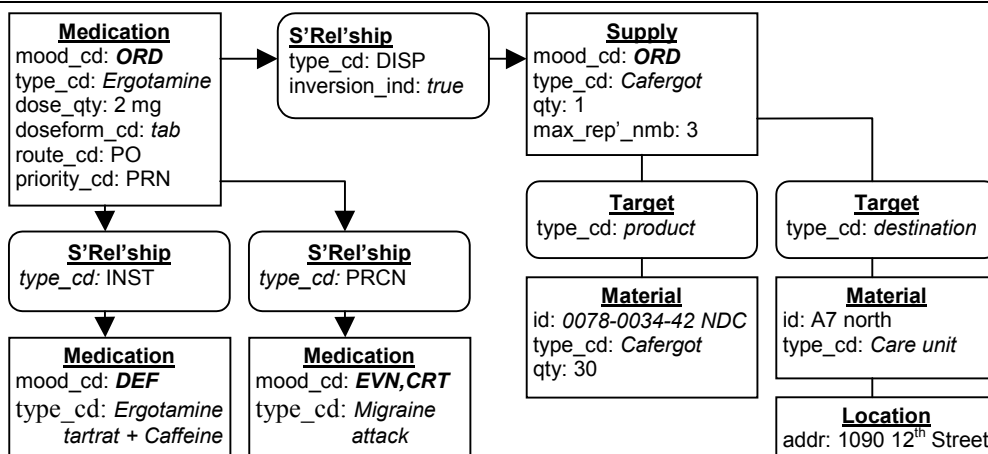 Medication
mood_cd: ORD
type_cd: Ergotamine
dose_qty: 2 mg
doseform_cd: tab
route_cd: PO
priority_cd: PRN
S'Rel'ship
type_cd: DISP
inversion_ind: true
Supply
mood_cd: ORD
type_cd: Cafergot
qty: 1
max_rep'_nmb: 3
S'Rel'ship
type_cd: INST
S'Rel'ship
type_cd: PRCN
Target
type_cd: product
Target
type_cd: destination
Medication
mood_cd: DEF
type_cd: Ergotamine
tartrat + Caffeine
Medication
mood_cd: EVN,CRT
type_cd: Migraine
attack
Material
id: 0078-0034-42 NDC
type_cd: Cafergot
qty: 30
Material
id: A7 north
type_cd: Care unit
Location
addr: 1090 12th Street